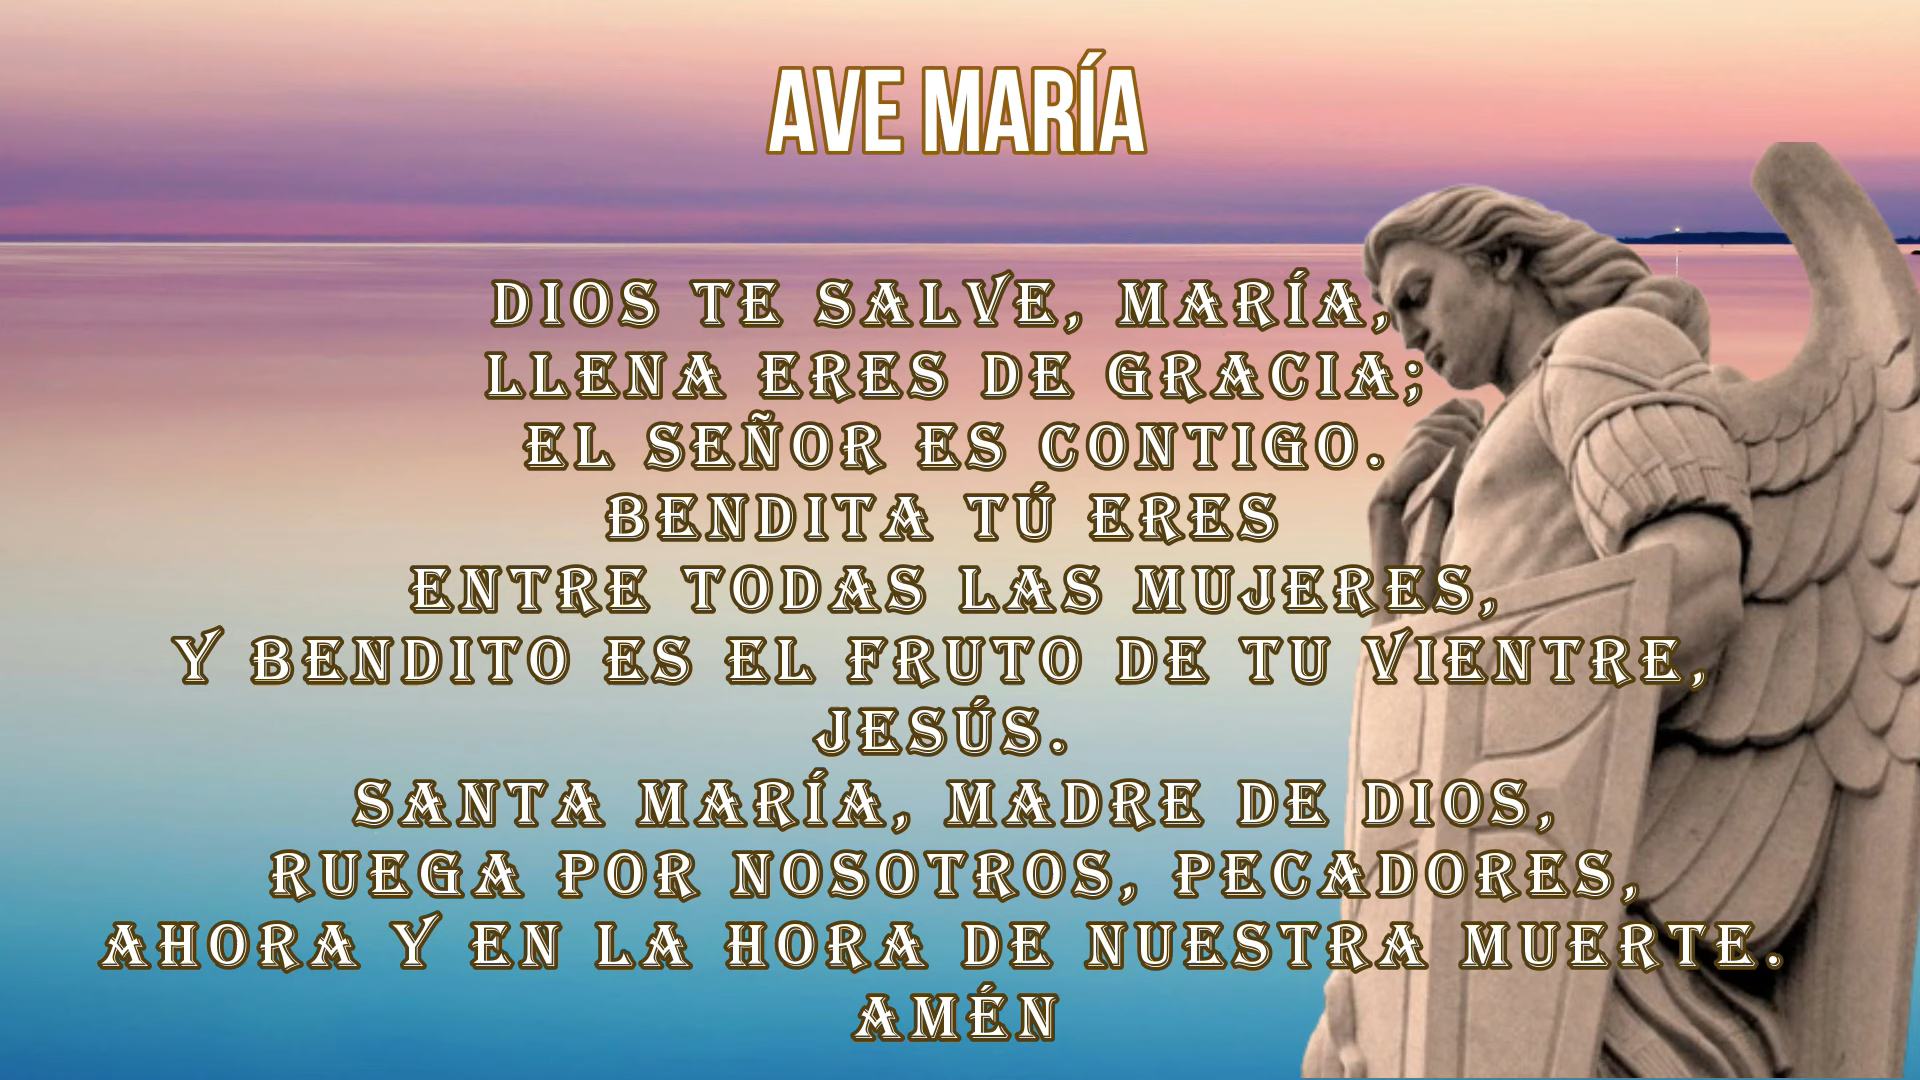 AVE MARÍA
DIOS TE SALVE, MARÍA,
LLENA ERES DE GRACIA;
EL SEÑOR ES CONTIGO.
BENDITA TÚ ERES
ENTRE TODAS LAS MUJERES,
Y BENDITO ES EL FRUTO DE TU VIENTRE,
JESÚS.
SANTA MARÍA, MADRE DE DIOS,
RUEGA POR NOSOTROS, PECADORES,
AHORA Y EN LA HORA DE NUESTRA MUERTE.
AMÉN